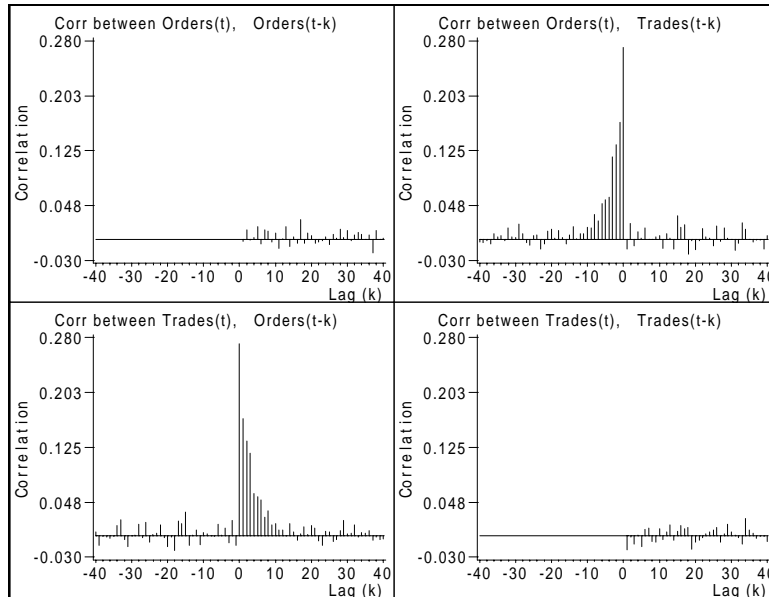 Corr between Orders(t), Orders(t-k)
0.280
0.203
0.125
0.048
-0.030
Correlation
-40 -30 -20 -10 0 10 20 30 40
Lag (k)
Corr between Orders(t), Trades(t-k)
0.280
0.203
0.125
0.048
-0.030
Correlation
-40 -30 -20 -10 0 10 20 30 40
Lag (k)
Corr between Trades(t), Orders(t-k)
0.280
0.203
0.125
0.048
-0.030
Correlation
-40 -30 -20 -10 0 10 20 30 40
Lag (k)
Corr between Trades(t), Trades(t-k)
0.280
0.203
0.125
0.048
-0.030
Correlation
-40 -30 -20 -10 0 10 20 30 40
Lag (k)